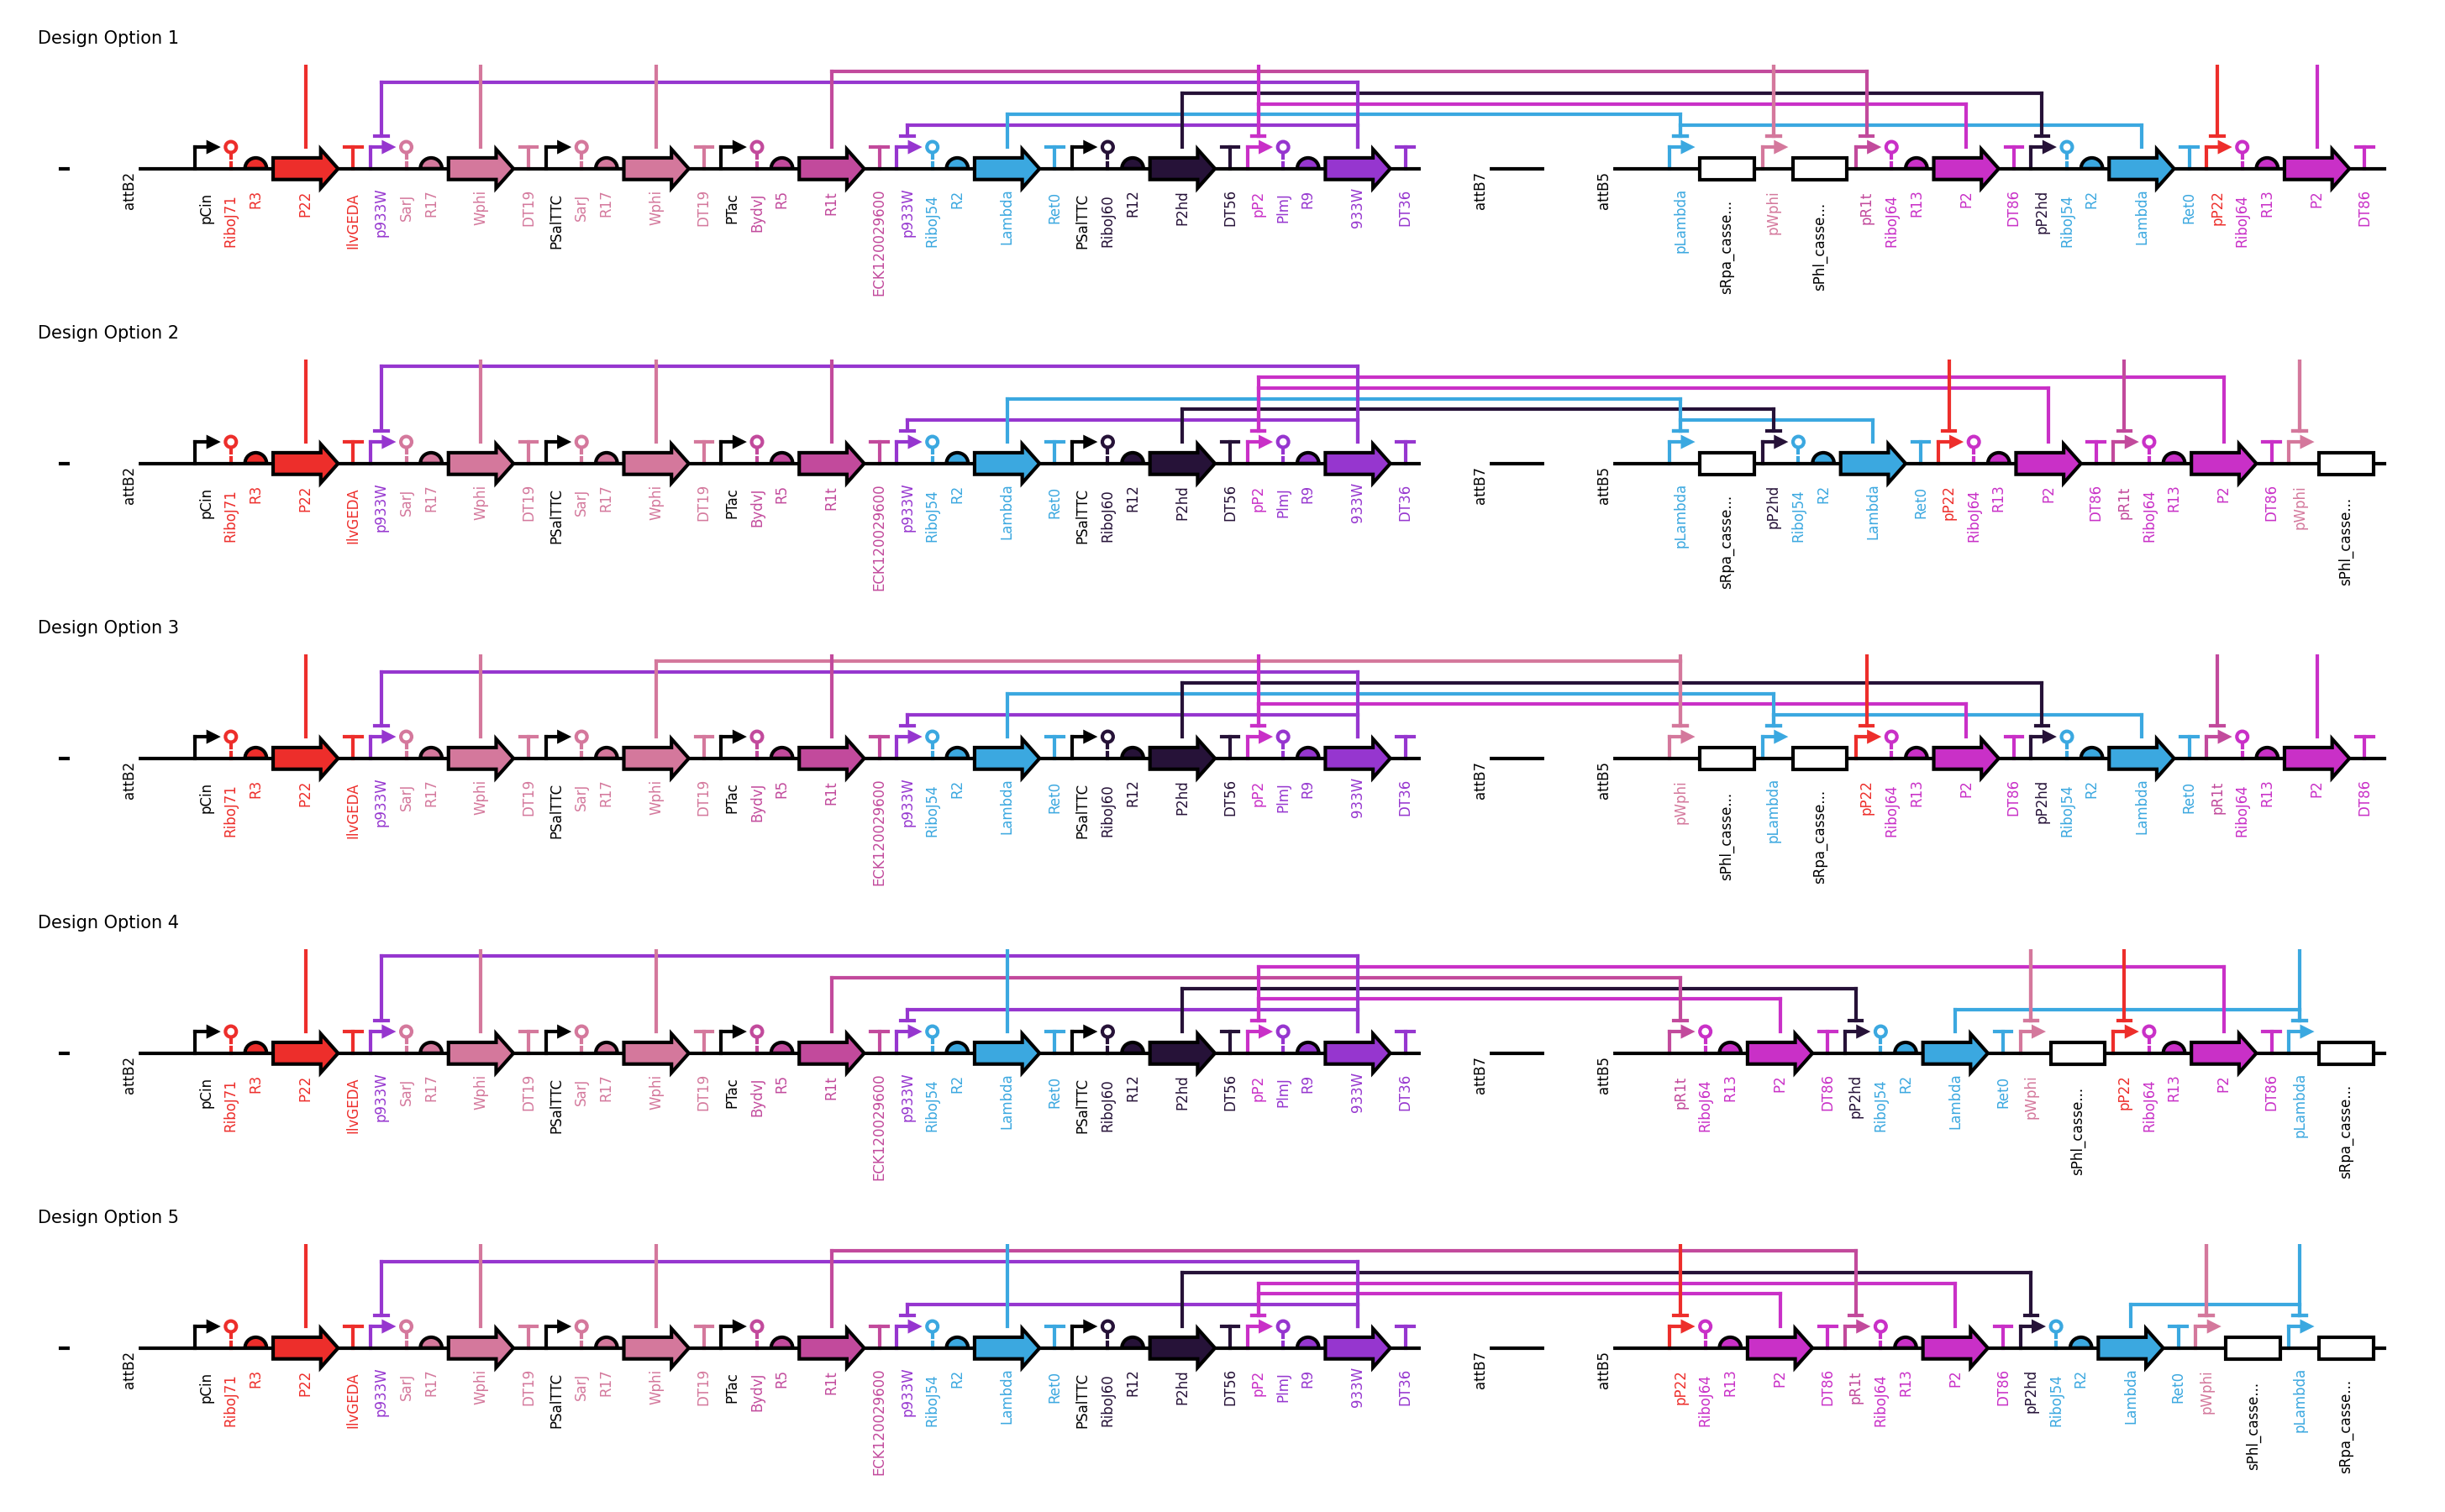 Design Option 1
attB2 pCin RiboJ71 R3 P22 IlvGEDA p933W SarJ R17 Wphi DT19 PSalTTC SarJ R17 Wphi DT19 PTac BydvJ R5 R1t ECK120029600 p933W RiboJ54 R2 Lambda Ret0 PSalTTC RiboJ60 R12 P2hd DT56 pP2 PlmJ R9 933W DT36 attB7 attB5 pLambda sRpa_casse... pWphi sPhl_casse... pR1t RiboJ64 R13 P2 DT86 pP2hd RiboJ54 R2 Lambda Ret0 pP22 RiboJ64 R13 P2 DT86
Design Option 2
attB2 pCin RiboJ71 R3 P22 IlvGEDA p933W SarJ R17 Wphi DT19 PSalTTC SarJ R17 Wphi DT19 PTac BydvJ R5 R1t ECK120029600 p933W RiboJ54 R2 Lambda Ret0 PSalTTC RiboJ60 R12 P2hd DT56 pP2 PlmJ R9 933W DT36 attB7 attB5 pLambda sRpa_casse... pP2hd RiboJ54 R2 Lambda Ret0 pP22 RiboJ64 R13 P2 DT86 pR1t RiboJ64 R13 P2 DT86 pWphi sPhl_casse...
Design Option 3
attB2 pCin RiboJ71 R3 P22 IlvGEDA p933W SarJ R17 Wphi DT19 PSalTTC SarJ R17 Wphi DT19 PTac BydvJ R5 R1t ECK120029600 p933W RiboJ54 R2 Lambda Ret0 PSalTTC RiboJ60 R12 P2hd DT56 pP2 PlmJ R9 933W DT36 attB7 attB5 pWphi sPhl_casse... pLambda sRpa_casse... pP22 RiboJ64 R13 P2 DT86 pP2hd RiboJ54 R2 Lambda Ret0 pR1t RiboJ64 R13 P2 DT86
Design Option 4
attB2 pCin RiboJ71 R3 P22 IlvGEDA p933W SarJ R17 Wphi DT19 PSalTTC SarJ R17 Wphi DT19 PTac BydvJ R5 R1t ECK120029600 p933W RiboJ54 R2 Lambda Ret0 PSalTTC RiboJ60 R12 P2hd DT56 pP2 PlmJ R9 933W DT36 attB7 attB5 pR1t RiboJ64 R13 P2 DT86 pP2hd RiboJ54 R2 Lambda Ret0 pWphi sPhl_casse... pP22 RiboJ64 R13 P2 DT86 pLambda sRpa_casse...
Design Option 5
attB2 pCin RiboJ71 R3 P22 IlvGEDA p933W SarJ R17 Wphi DT19 PSalTTC SarJ R17 Wphi DT19 PTac BydvJ R5 R1t ECK120029600 p933W RiboJ54 R2 Lambda Ret0 PSalTTC RiboJ60 R12 P2hd DT56 pP2 PlmJ R9 933W DT36 attB7 attB5 pP22 RiboJ64 R13 P2 DT86 pR1t RiboJ64 R13 P2 DT86 pP2hd RiboJ54 R2 Lambda Ret0 pWphi sPhl_casse... pLambda sRpa_casse...